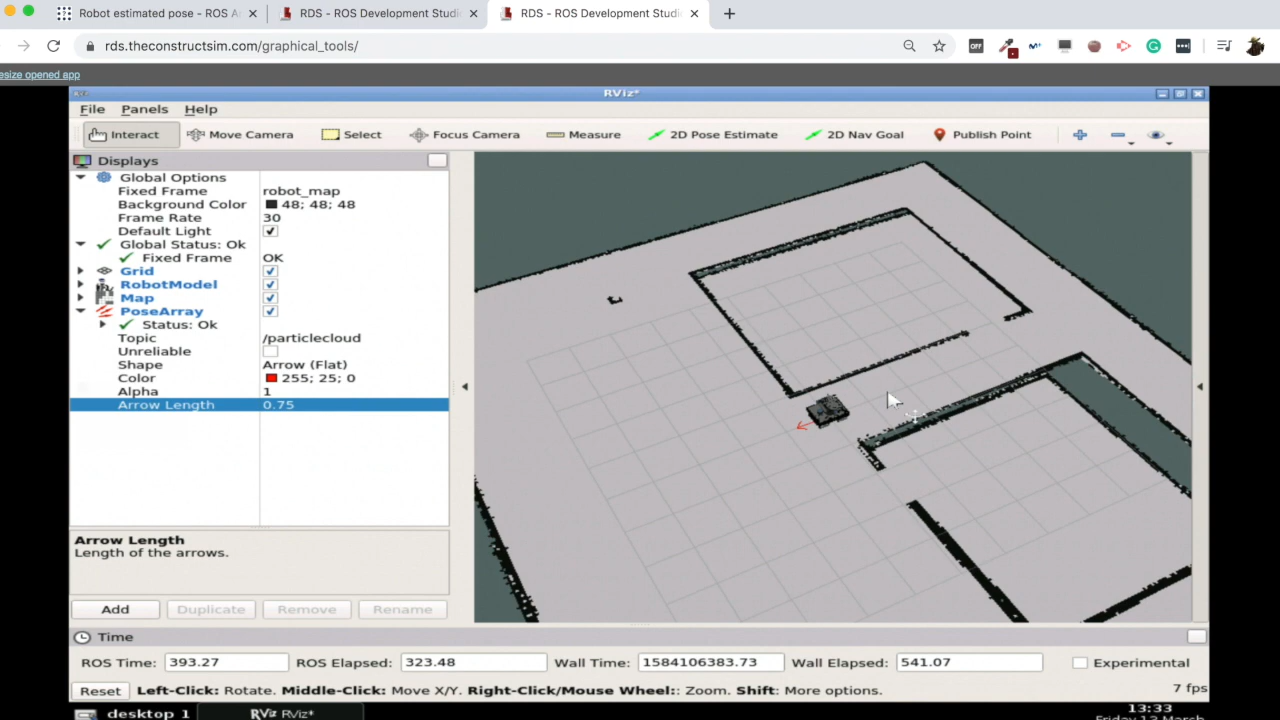 Robot estimated pose - ROS A
RDS - ROS Development Studi
RDS - ROS Development Studi
rds.theconstructsim.com/graphical_tools/
OFF
esize opened app
RViz*
File Panels Help
Interact Move Camera Select Focus Camera Measure 2D Pose Estimate 2D Nav Goal Publish Point
Displays
Global Options
Fixed Frame robot_map
Background Color 48; 48; 48
Frame Rate 30
Default Light
Global Status: Ok
Fixed Frame OK
Grid
RobotModel
Map
PoseArray
Status: Ok
Topic /particlecloud
Unreliable
Shape Arrow (Flat)
Color 255; 25; 0
Alpha 1
Arrow Length 0.75
Arrow Length
Length of the arrows.
Add Duplicate Remove Rename
Time
ROS Time: 393.27 ROS Elapsed: 323.48 Wall Time: 1584106383.73 Wall Elapsed: 541.07 Experimental
Reset Left-Click: Rotate. Middle-Click: Move X/Y. Right-Click/Mouse Wheel:: Zoom. Shift: More options. 7 fps
desktop 1 RViz RViz* 13:33
Friday 13 March